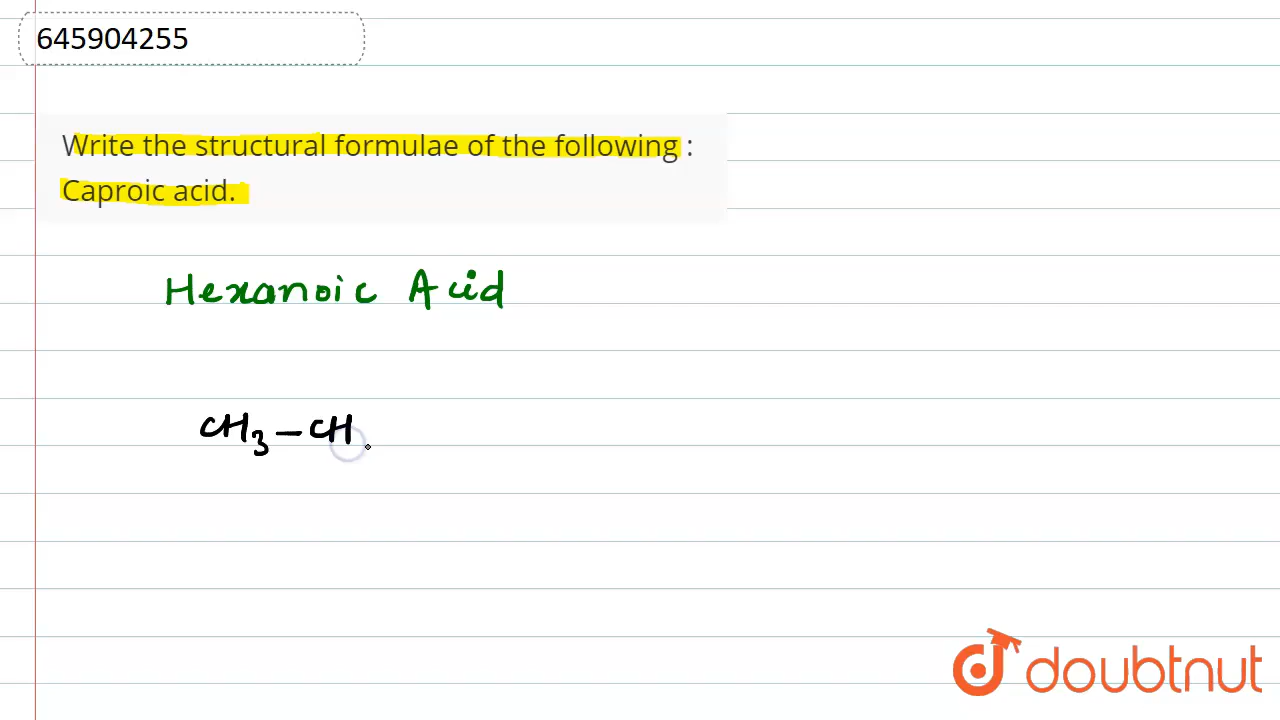 645904255
Write the structural formulae of the following :
Caproic acid.
Hexanoic Acid
CH₃-CH
doubtnut